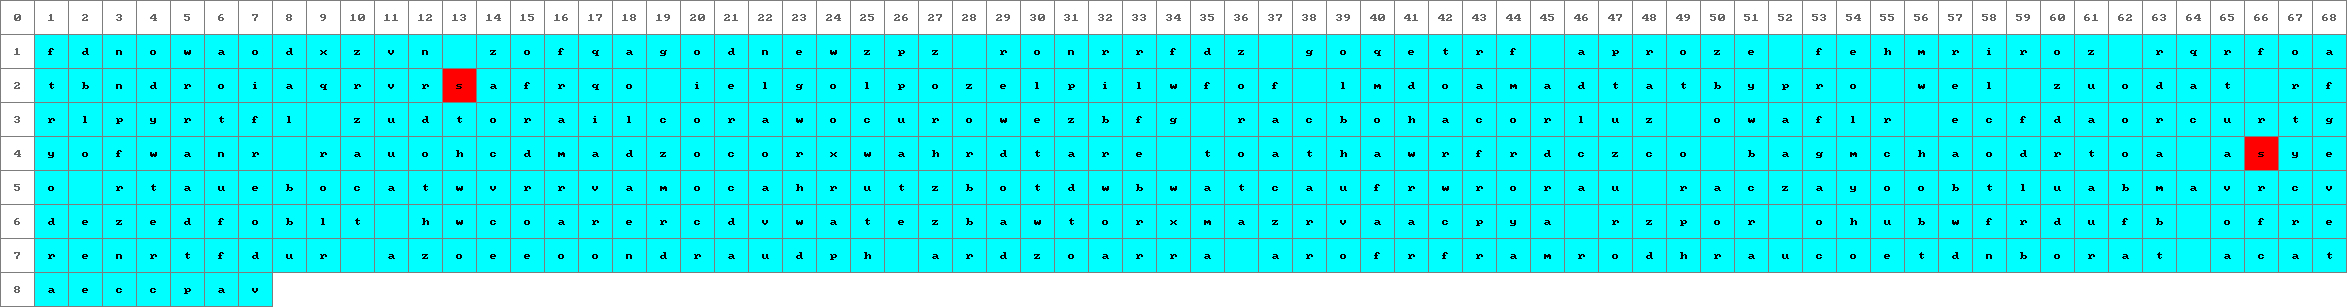 0 1 2 3 4 5 6 7 8 9 10 11 12 13 14 15 16 17 18 19 20 21 22 23 24 25 26 27 28 29 30 31 32 33 34 35 36 37 38 39 40 41 42 43 44 45 46 47 48 49 50 51 52 53 54 55 56 57 58 59 60 61 62 63 64 65 66 67 68
1 f d n o w a o d x z v n z o f q a g o d n e w z p z r o n r r f d z g o q e t r f a p r o z e f e h m r i r o z r q r f o a
2 t b n d r o i a q r v r s a f r q o i e l g o l p o z e l p i l w f o f l m d o a m a d t a t b y p r o w e l z u o d a t r f
3 r l p y r t f l z u d t o r a i l c o r a w o c u r o w e z b f g r a c b o h a c o r l u z o w a f l r e c f d a o r c u r t g
4 y o f w a n r r a u o h c d m a d z o c o r x w a h r d t a r e t o a t h a w r f r d c z c o b a g m c h a o d r t o a a s y e
5 o r t a u e b o c a t w v r r v a m o c a h r u t z b o t d w b w a t c a u f r w r o r a u r a c z a y o o b t l u a b m a v r c v
6 d e z e d f o b l t h w c o a r e r c d v w a t e z b a w t o r x m a z r v a a c p y a r z p o r o h u b w f r d u f b o f r e
7 r e n r t f d u r a z o e e o o n d r a u d p h a r d z o a r r a a r o f r f r a m r o d h r a u c o e t d n b o r a t a c a t
8 a e c c p a v